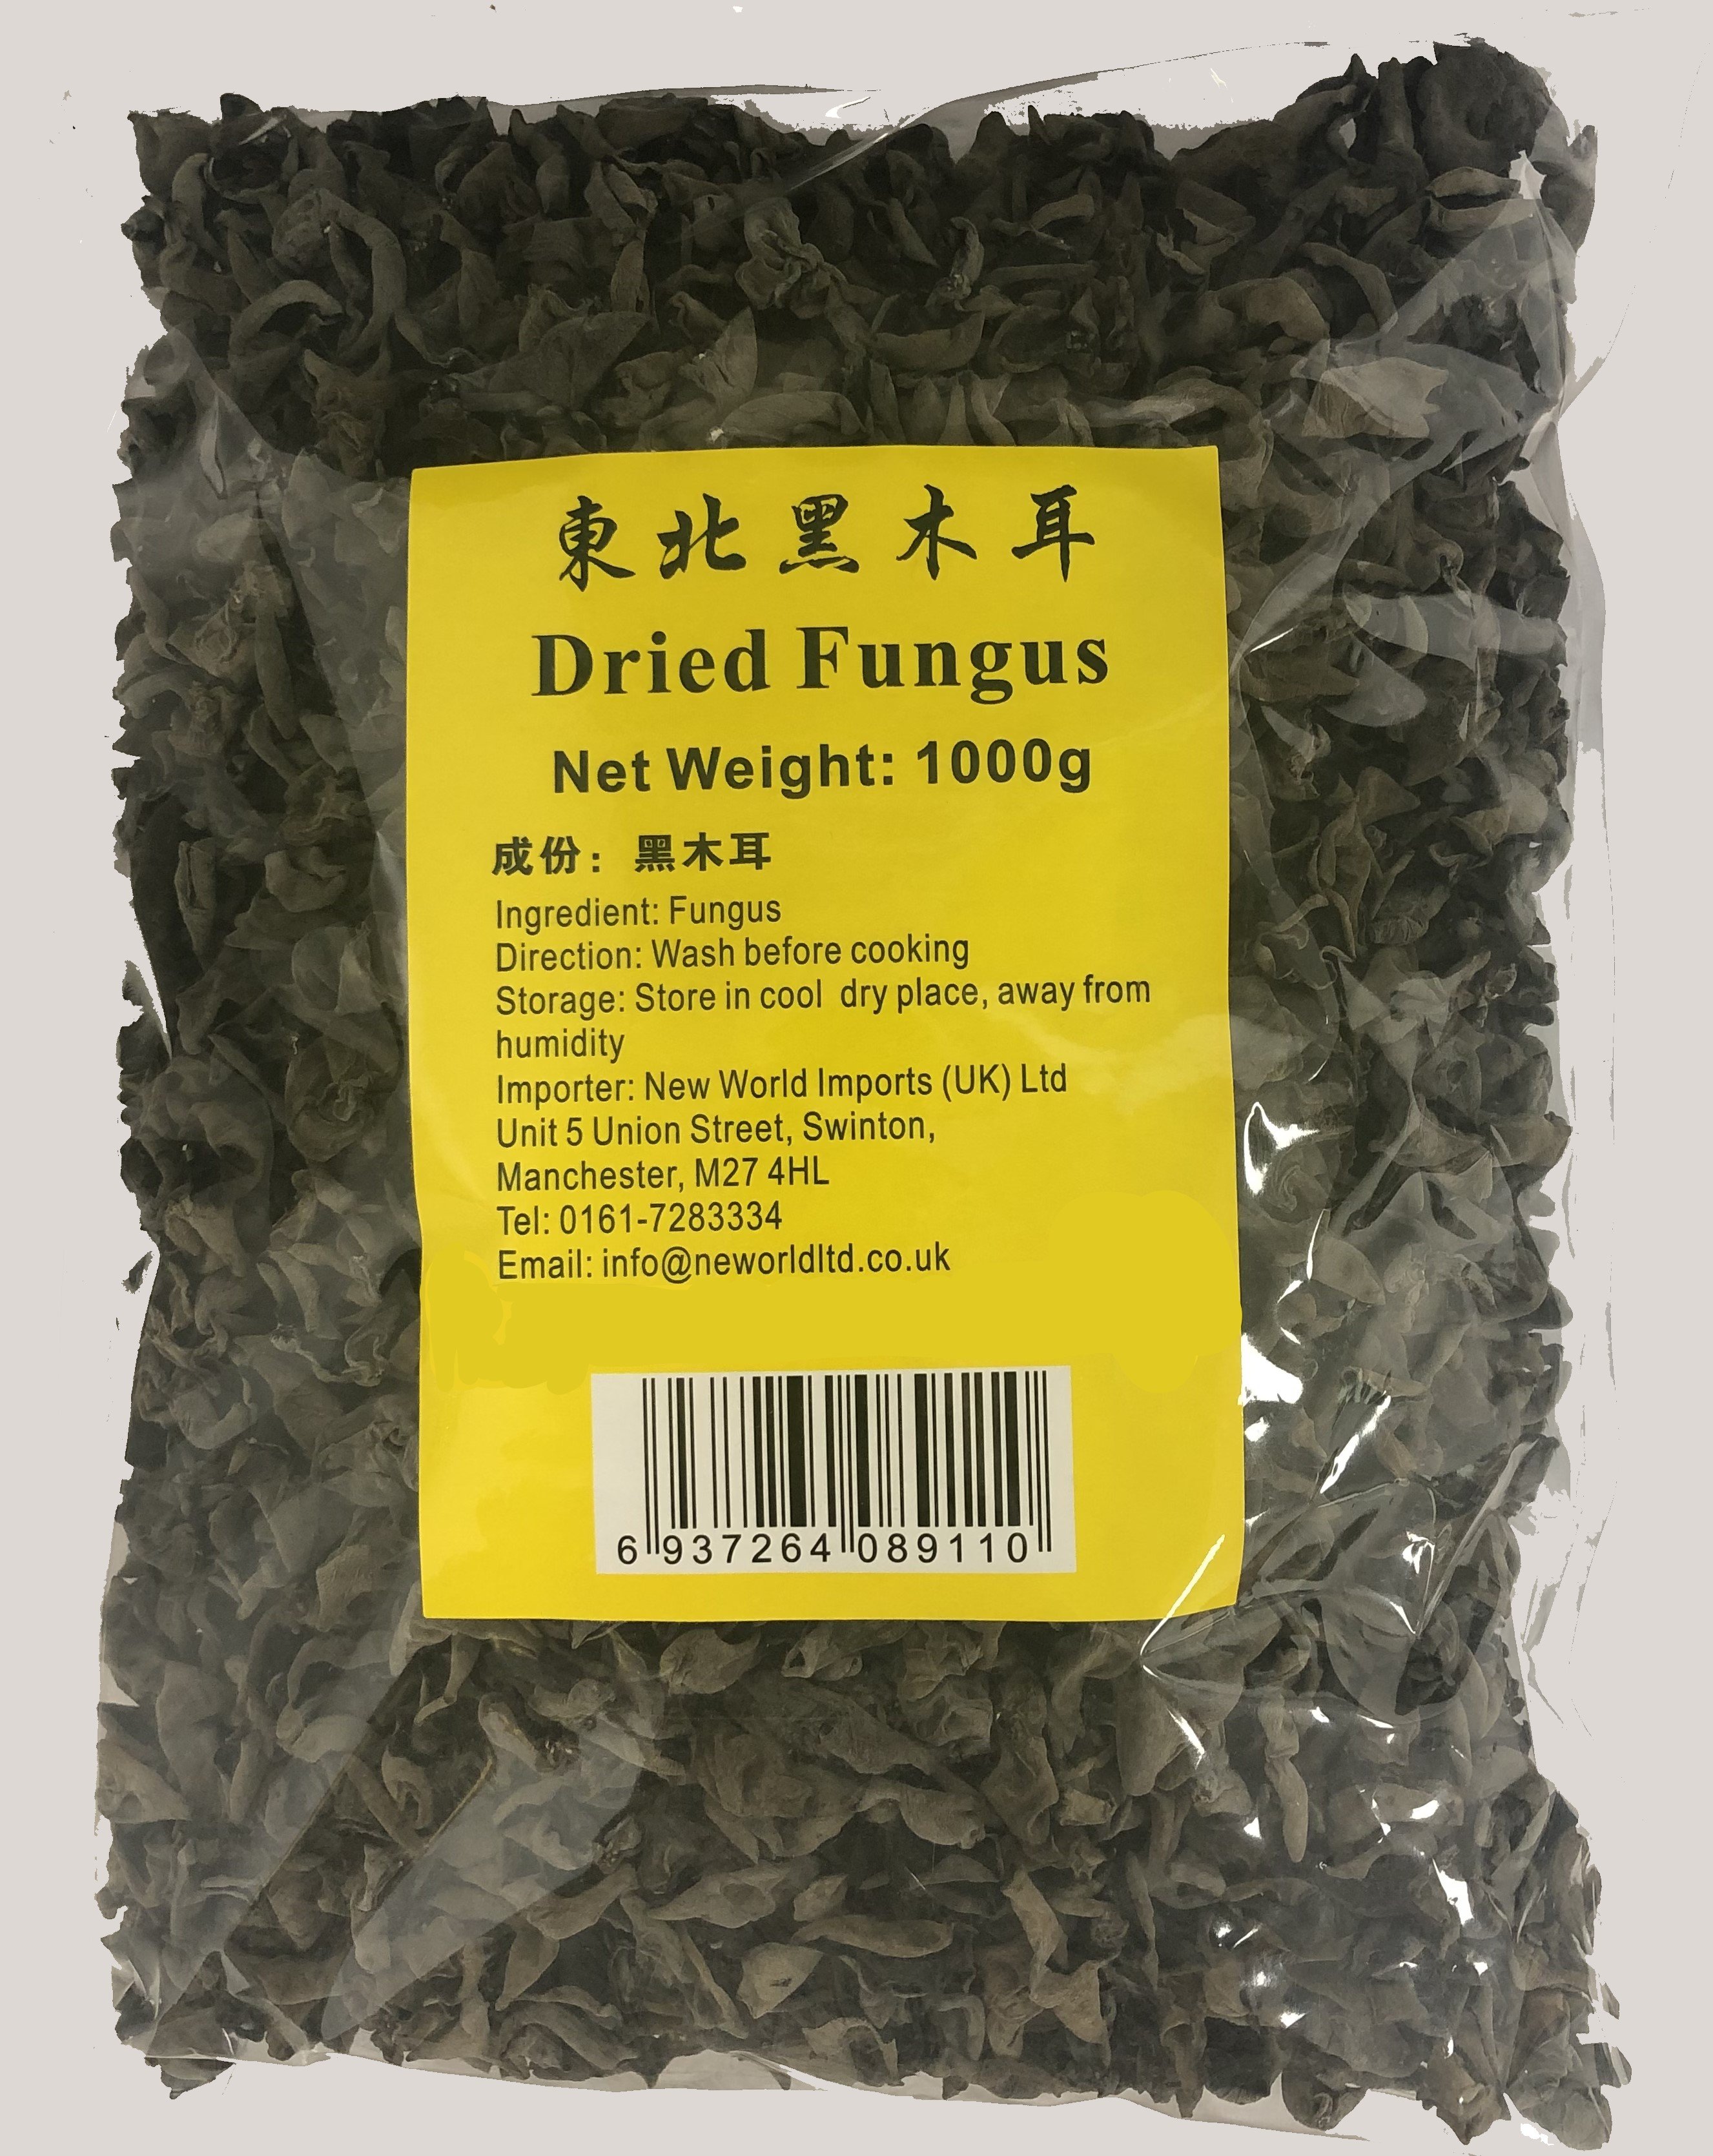 東北黑木耳
Dried Fungus
Net Weight: 1000g
成份：黑木耳
Ingredient: Fungus
Direction: Wash before cooking
Storage: Store in cool dry place, away from
humidity
Importer: New World Imports (UK) Ltd
Unit 5 Union Street, Swinton,
Manchester, M27 4HL
Tel: 0161-7283334
Email: info@neworldltd.co.uk
6 937264 089110